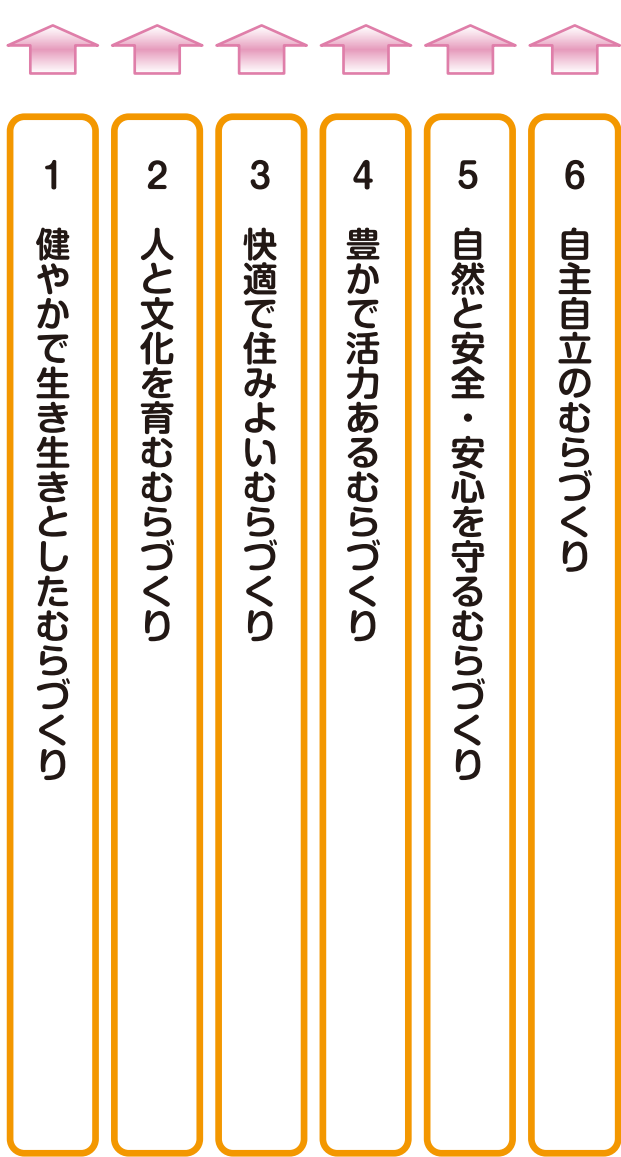 1 健やかで生き生きとしたむらづくり
2 人と文化を育むむらづくり
3 快適で住みよいむらづくり
4 豊かで活力あるむらづくり
5 自然と安全・安心を守るむらづくり
6 自主自立のむらづくり